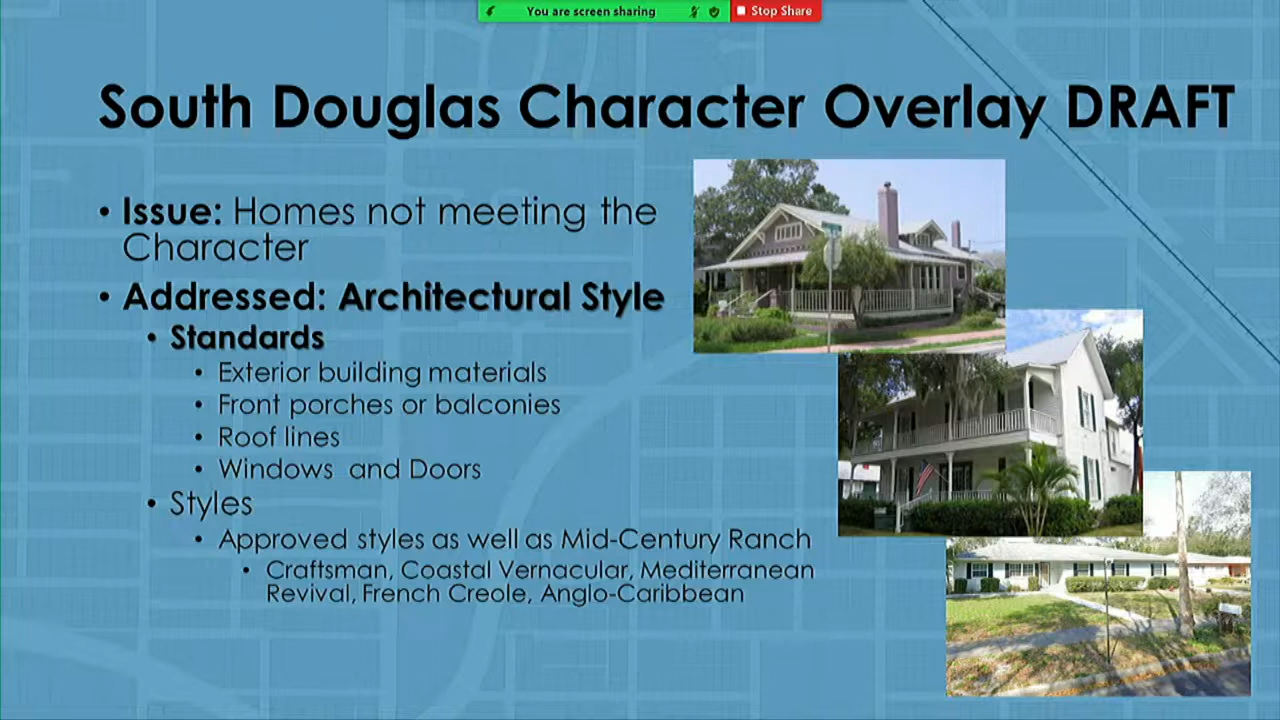 You are screen sharing
Stop Share
South Douglas Character Overlay DRAFT
• Issue: Homes not meeting the
Character
• Addressed: Architectural Style
• Standards
• Exterior building materials
• Front porches or balconies
• Roof lines
• Windows and Doors
• Styles
• Approved styles as well as Mid-Century Ranch
• Craftsman, Coastal Vernacular, Mediterranean
Revival, French Creole, Anglo-Caribbean